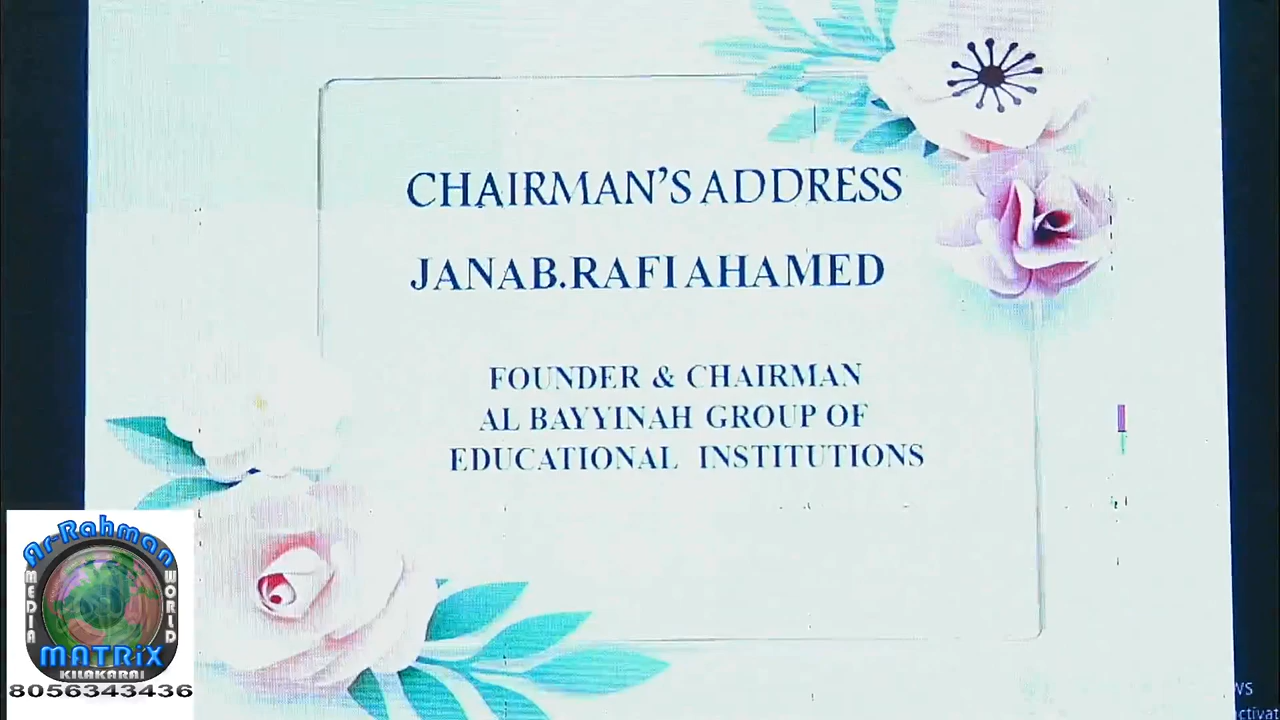 CHAIRMAN'S ADDRESS
JANAB.RAFI AHAMED
FOUNDER & CHAIRMAN
AL BAYYINAH GROUP OF
EDUCATIONAL INSTITUTIONS
Ar-Rahman
MEDIA
WORLD
MATRiX
KILAKARAI
8056343436